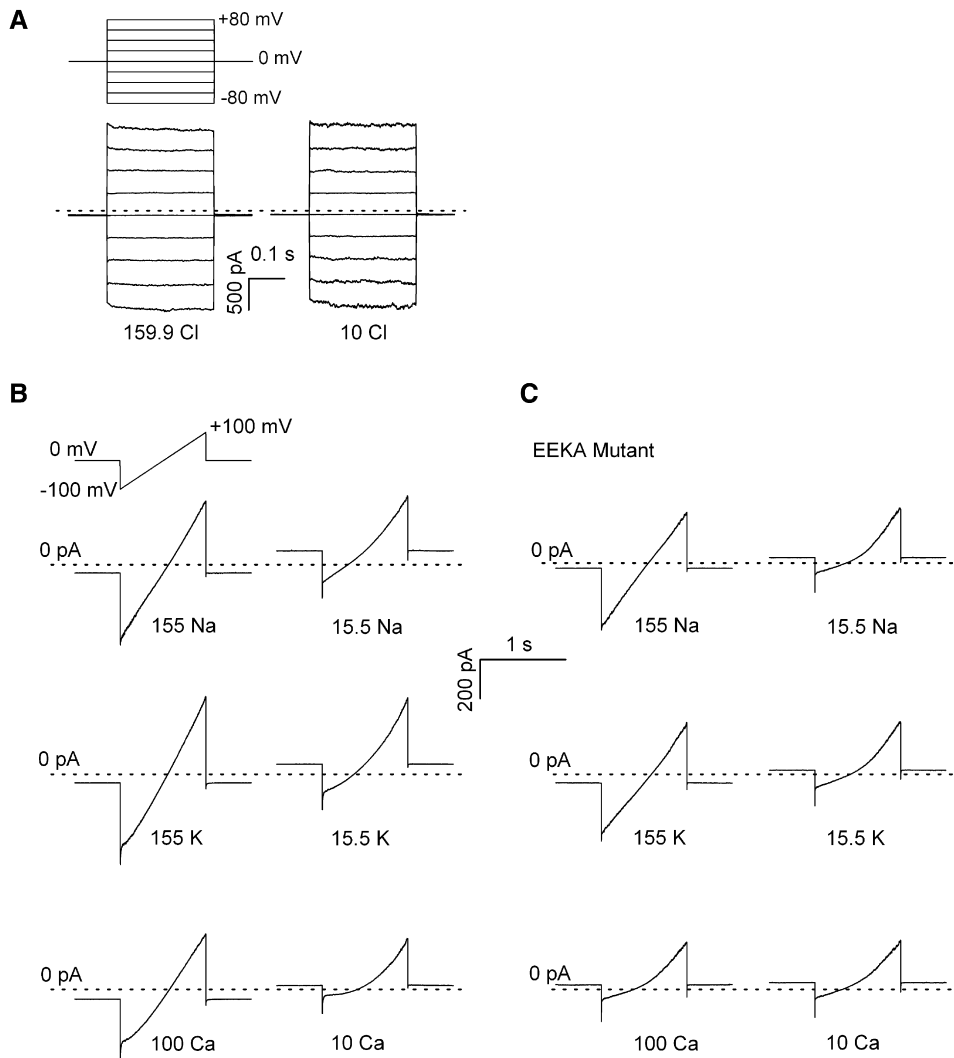 A
+80 mV
0 mV
-80 mV
0.1 s
500 pA
159.9 Cl
10 Cl
B
+100 mV
0 mV
-100 mV
0 pA
155 Na
15.5 Na
1 s
200 pA
0 pA
155 K
15.5 K
0 pA
100 Ca
10 Ca
C
EEKA Mutant
0 pA
155 Na
15.5 Na
0 pA
155 K
15.5 K
0 pA
100 Ca
10 Ca